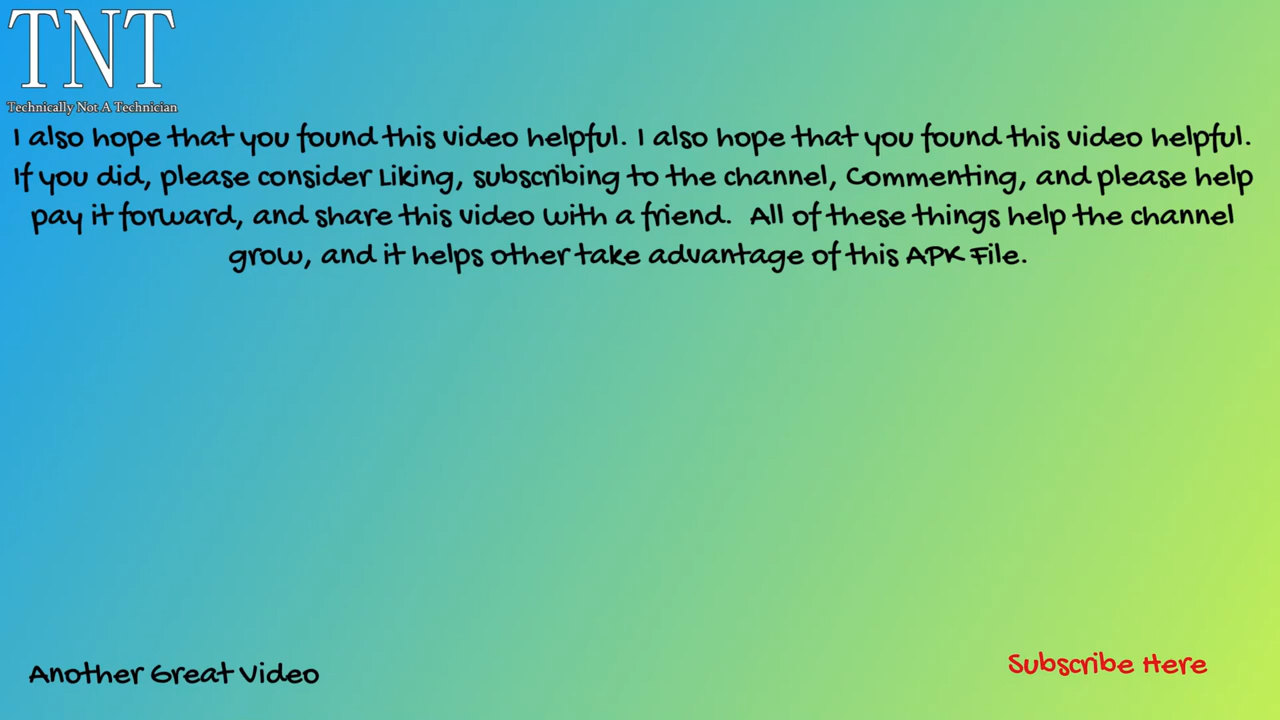 TNT
Technically Not A Technician
I also hope that you found this video helpful. I also hope that you found this video helpful.
If you did, please consider Liking, subscribing to the channel, Commenting, and please help
pay it forward, and share this video with a friend.  All of these things help the channel
grow, and it helps other take advantage of this APK File.
Another Great Video
Subscribe Here